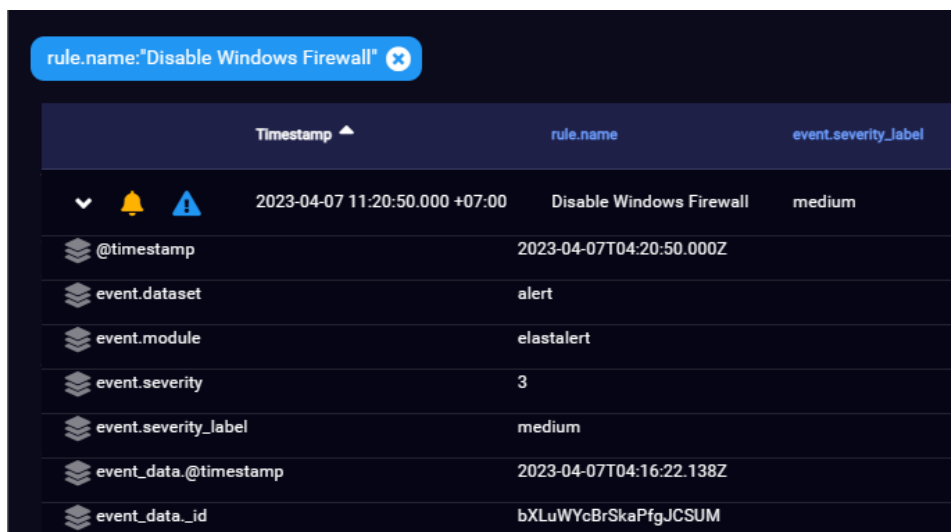 rule.name:"Disable Windows Firewall"
Timestamp rule.name event.severity_label
2023-04-07 11:20:50.000 +07:00 Disable Windows Firewall medium
@timestamp 2023-04-07T04:20:50.000Z
event.dataset alert
event.module elastalert
event.severity 3
event.severity_label medium
event_data.@timestamp 2023-04-07T04:16:22.138Z
event_data._id bXLuWYcBrSkaPfgJCSUM